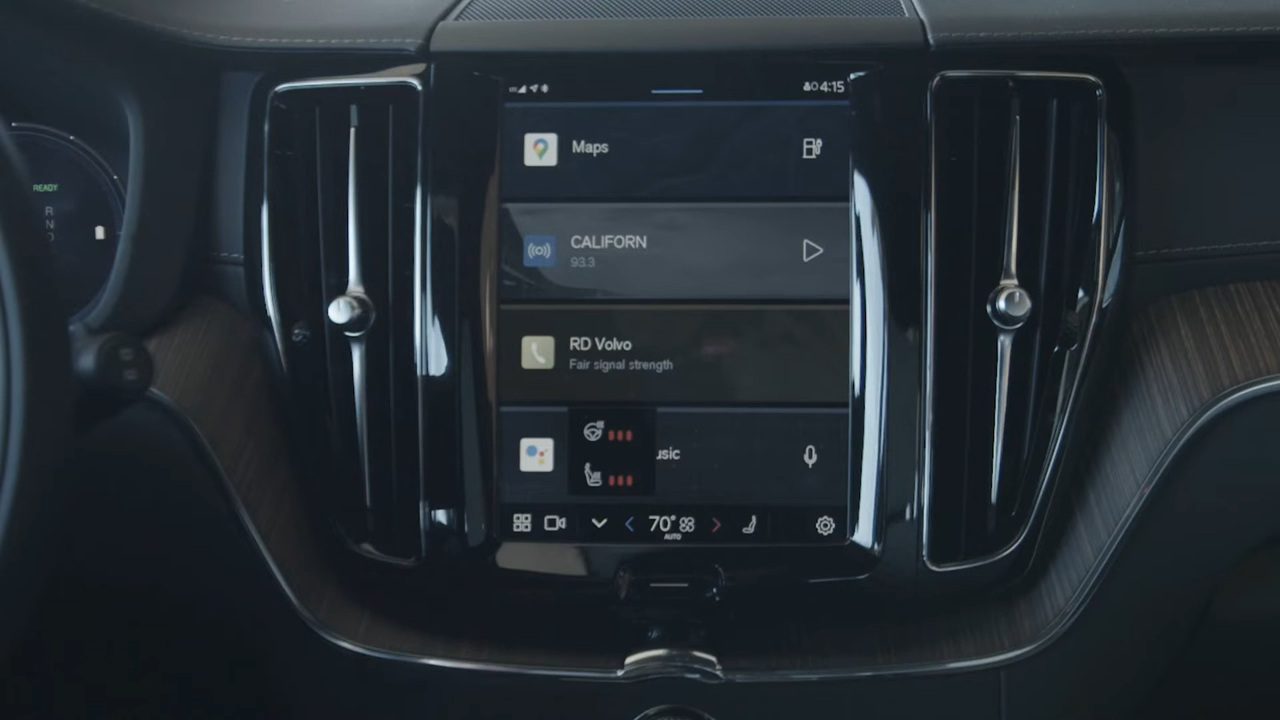 4:15
READY
R
N
D
Maps
CALIFORN
93.3
RD Volvo
Fair signal strength
usic
70°
AUTO